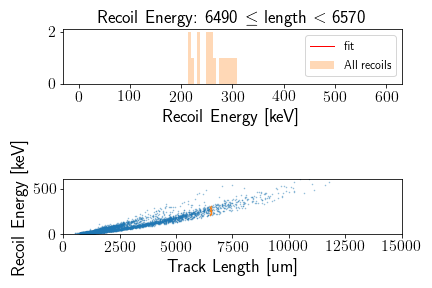 Recoil Energy: 6490 ≤ length < 6570
2
0
fit
All recoils
0 100 200 300 400 500 600
Recoil Energy [keV]
Recoil Energy [keV]
500
0
0 2500 5000 7500 10000 12500 15000
Track Length [um]